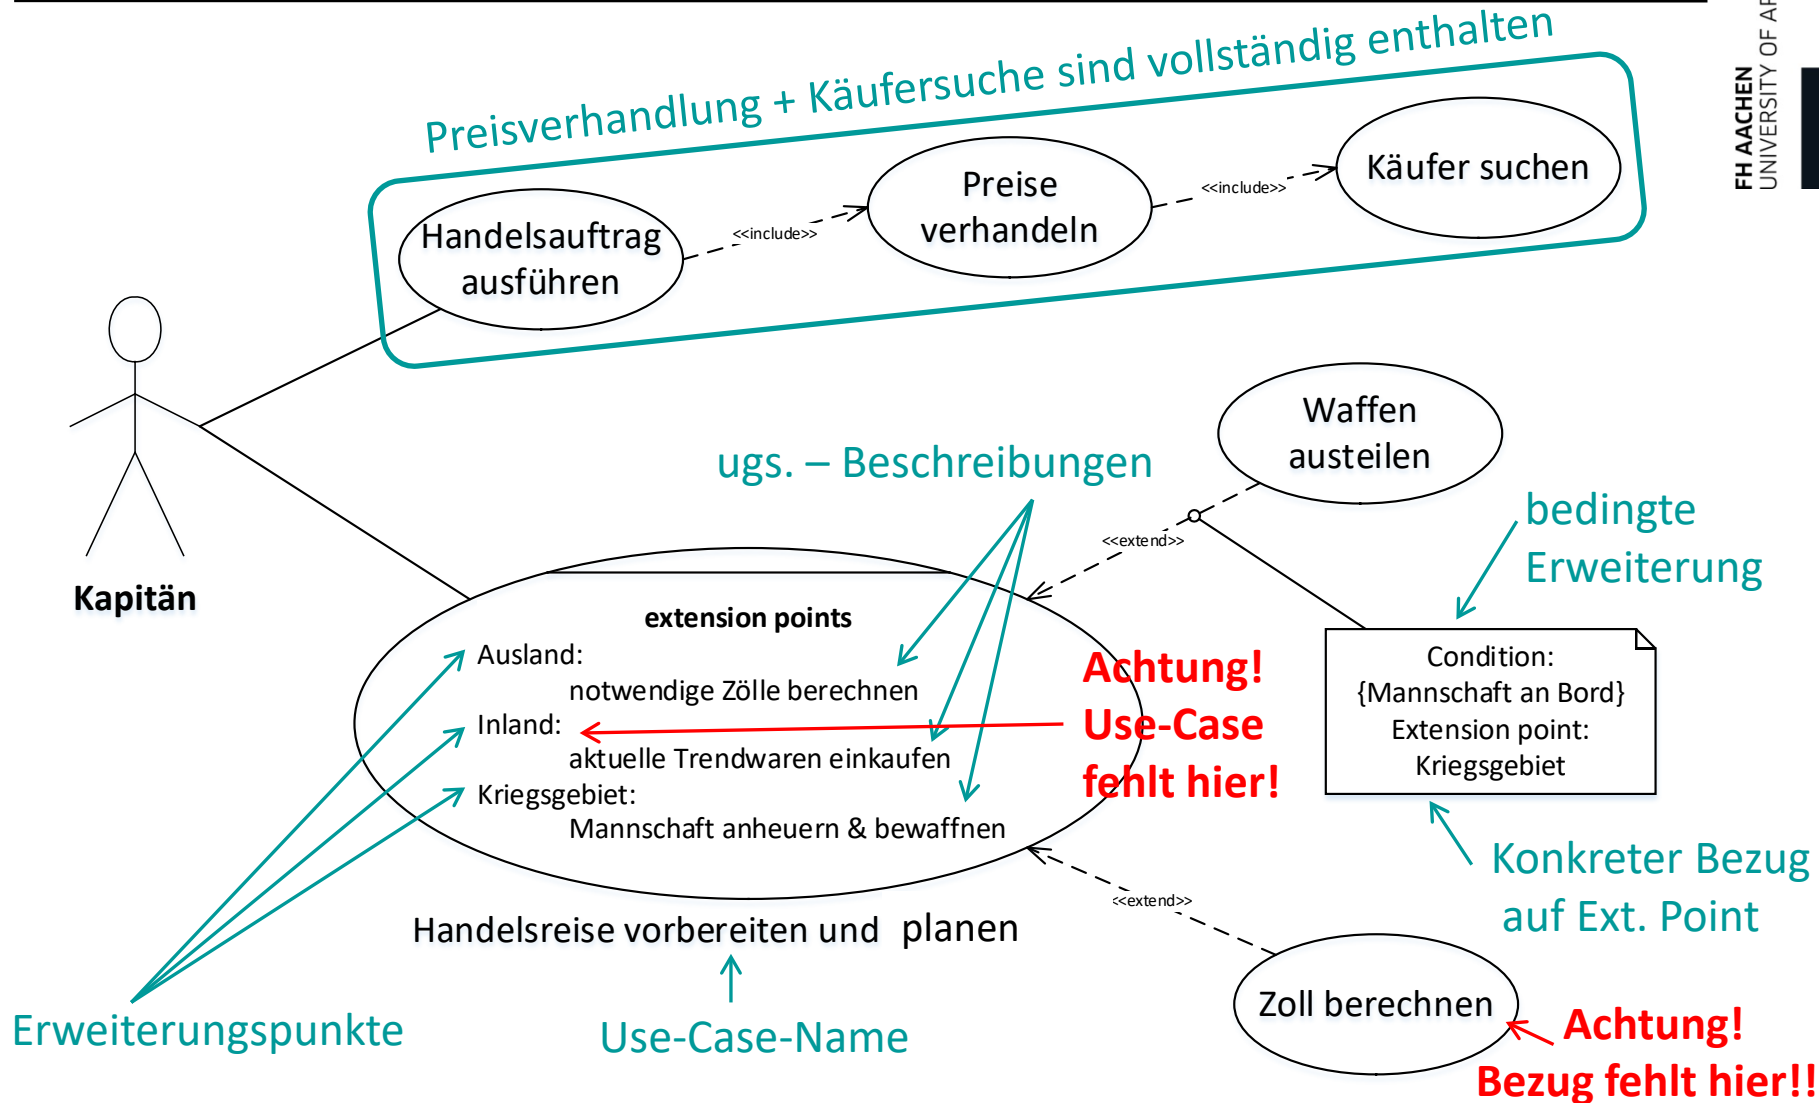 Preisverhandlung + Käufersuche sind vollständig enthalten
FH AACHEN
UNIVERSITY OF
Handelsauftrag
ausführen
<<include>>
Preise
verhandeln
<<include>>
Käufer suchen
Kapitän
Waffen
austeilen
ugs. – Beschreibungen
<<extend>>
bedingte
Erweiterung
extension points
Ausland:
notwendige Zölle berechnen
Inland:
aktuelle Trendwaren einkaufen
Kriegsgebiet:
Mannschaft anheuern & bewaffnen
Achtung!
Use-Case
fehlt hier!
Condition:
{Mannschaft an Bord}
Extension point:
Kriegsgebiet
Konkreter Bezug
auf Ext. Point
<<extend>>
Handelsreise vorbereiten und planen
Zoll berechnen
Erweiterungspunkte
Use-Case-Name
Achtung!
Bezug fehlt hier!!